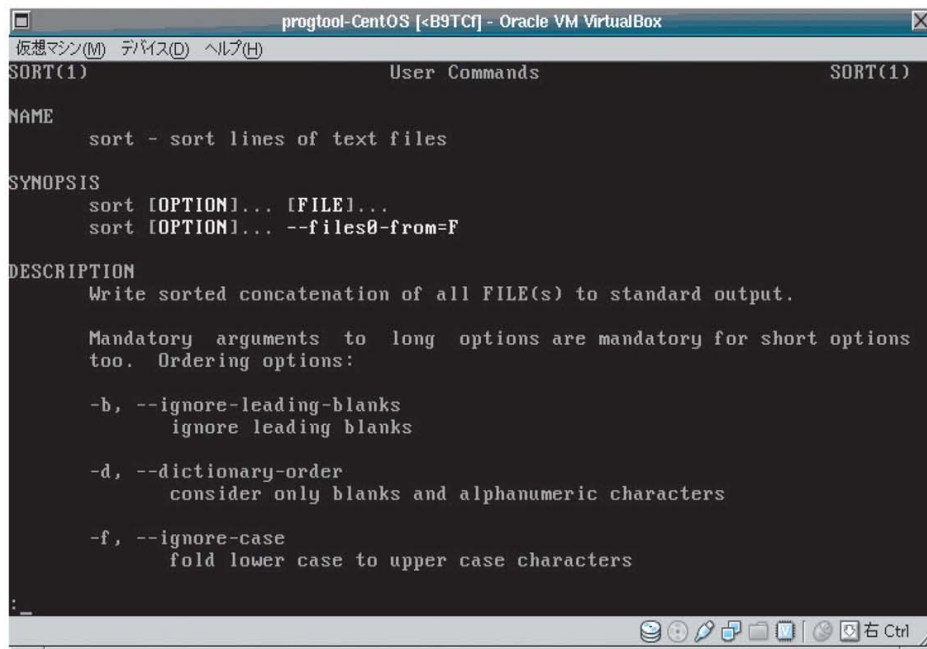 progtool-CentOS [<B9TCf] - Oracle VM VirtualBox
仮想マシン(M) デバイス(D) ヘルプ(H)
SORT(1) User Commands SORT(1)
NAME
sort - sort lines of text files
SYNOPSIS
sort [OPTION]... [FILE]...
sort [OPTION]... --files0-from=F
DESCRIPTION
Write sorted concatenation of all FILE(s) to standard output.
Mandatory arguments to long options are mandatory for short options
too. Ordering options:
-b, --ignore-leading-blanks
ignore leading blanks
-d, --dictionary-order
consider only blanks and alphanumeric characters
-f, --ignore-case
fold lower case to upper case characters
:_
右 Ctrl